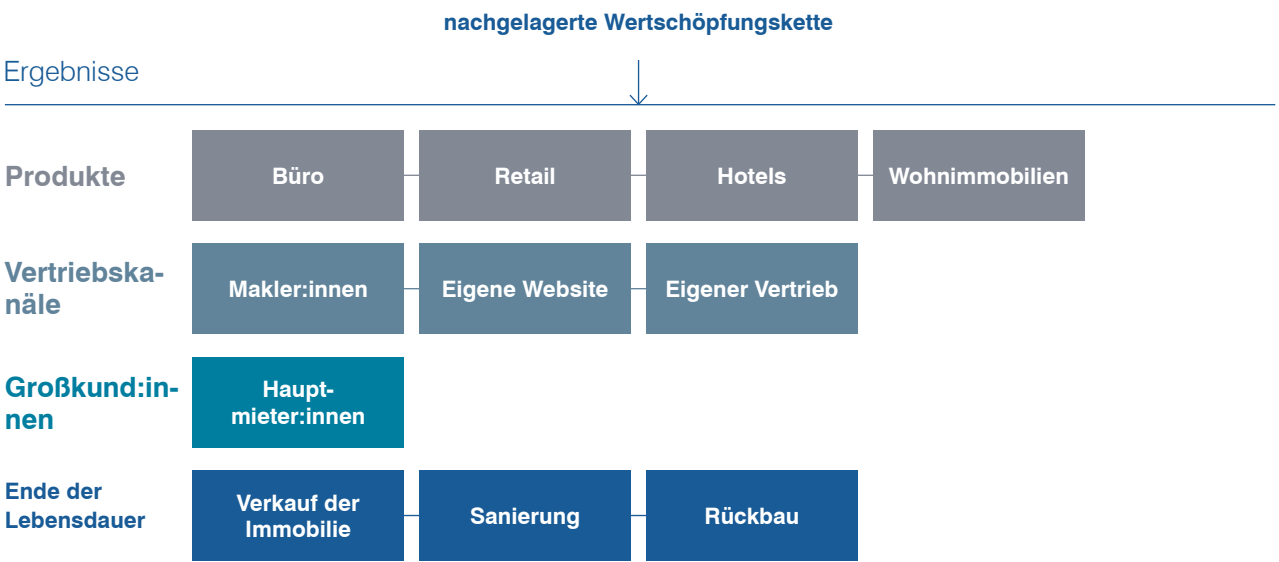 nachgelagerte Wertschöpfungskette
Ergebnisse
Produkte
Büro
Retail
Hotels
Wohnimmobilien
Vertriebska-
näle
Makler:innen
Eigene Website
Eigener Vertrieb
Großkund:in-
nen
Haupt-
mieter:innen
Ende der
Lebensdauer
Verkauf der
Immobilie
Sanierung
Rückbau